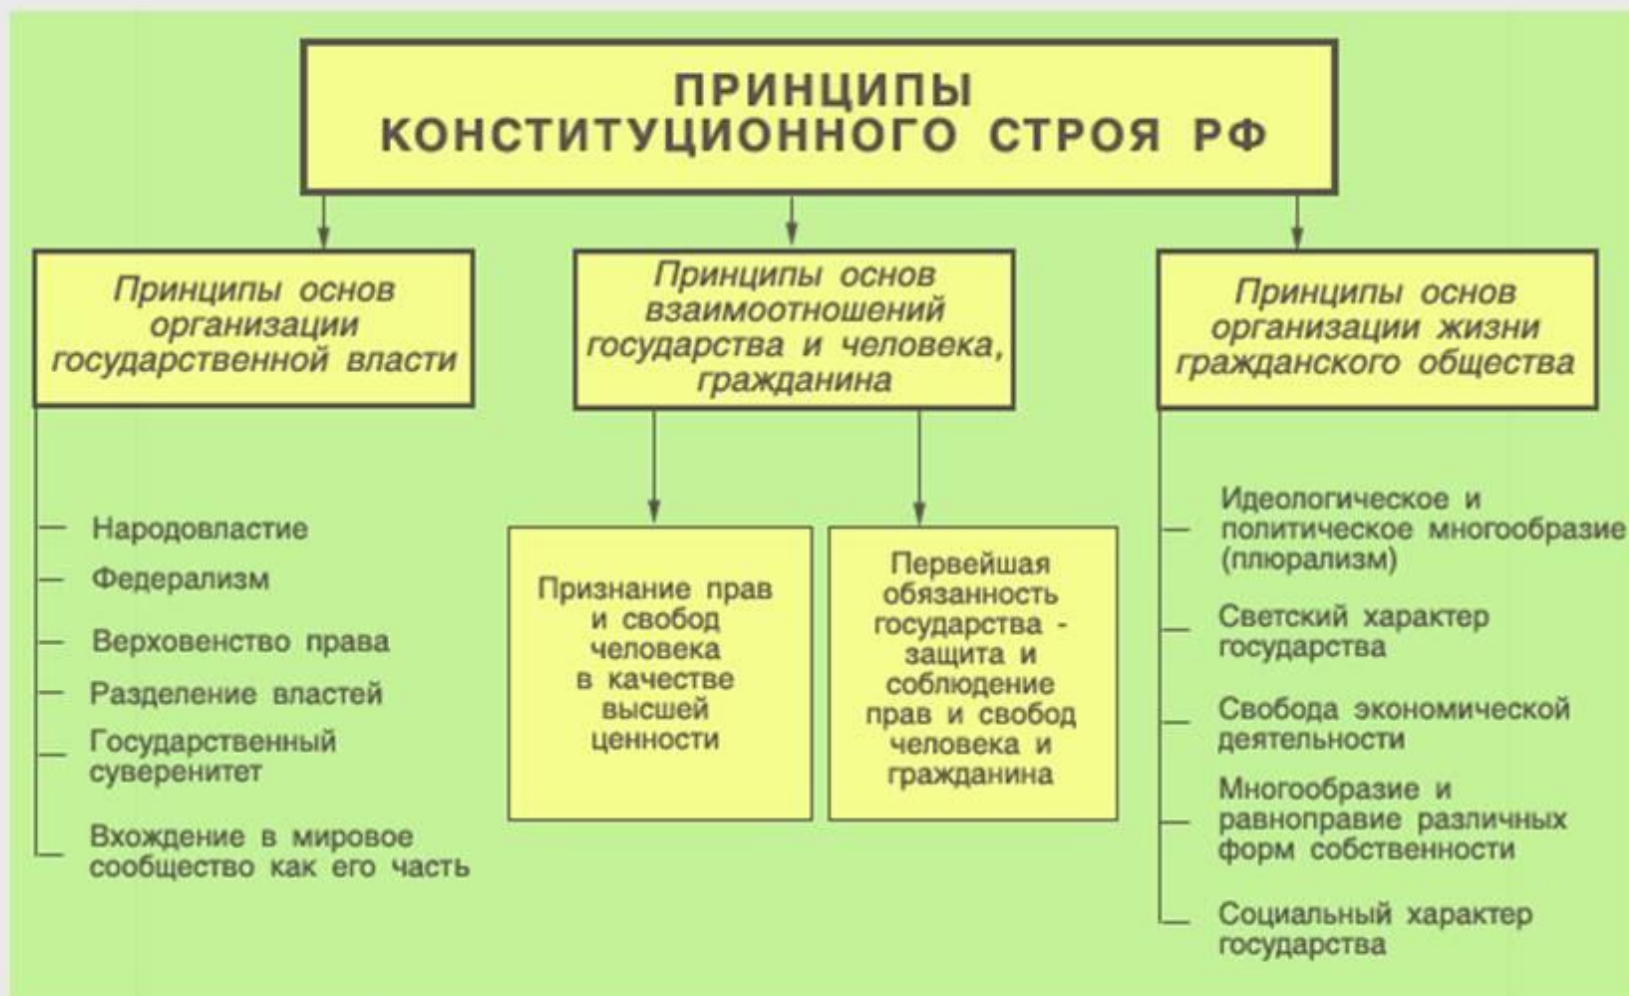 ПРИНЦИПЫ
КОНСТИТУЦИОННОГО СТРОЯ РФ
Принципы основ
организации
государственной власти
Народовластие
Федерализм
Верховенство права
Разделение властей
Государственный
суверенитет
Вхождение в мировое
сообщество как его часть
Принципы основ
взаимоотношений
государства и человека,
гражданина
Признание прав
и свобод
человека
в качестве
высшей
ценности
Первейшая
обязанность
государства -
защита и
соблюдение
прав и свобод
человека и
гражданина
Принципы основ
организации жизни
гражданского общества
Идеологическое и
политическое многообразие
(плюрализм)
Светский характер
государства
Свобода экономической
деятельности
Многообразие и
равноправие различных
форм собственности
Социальный характер
государства